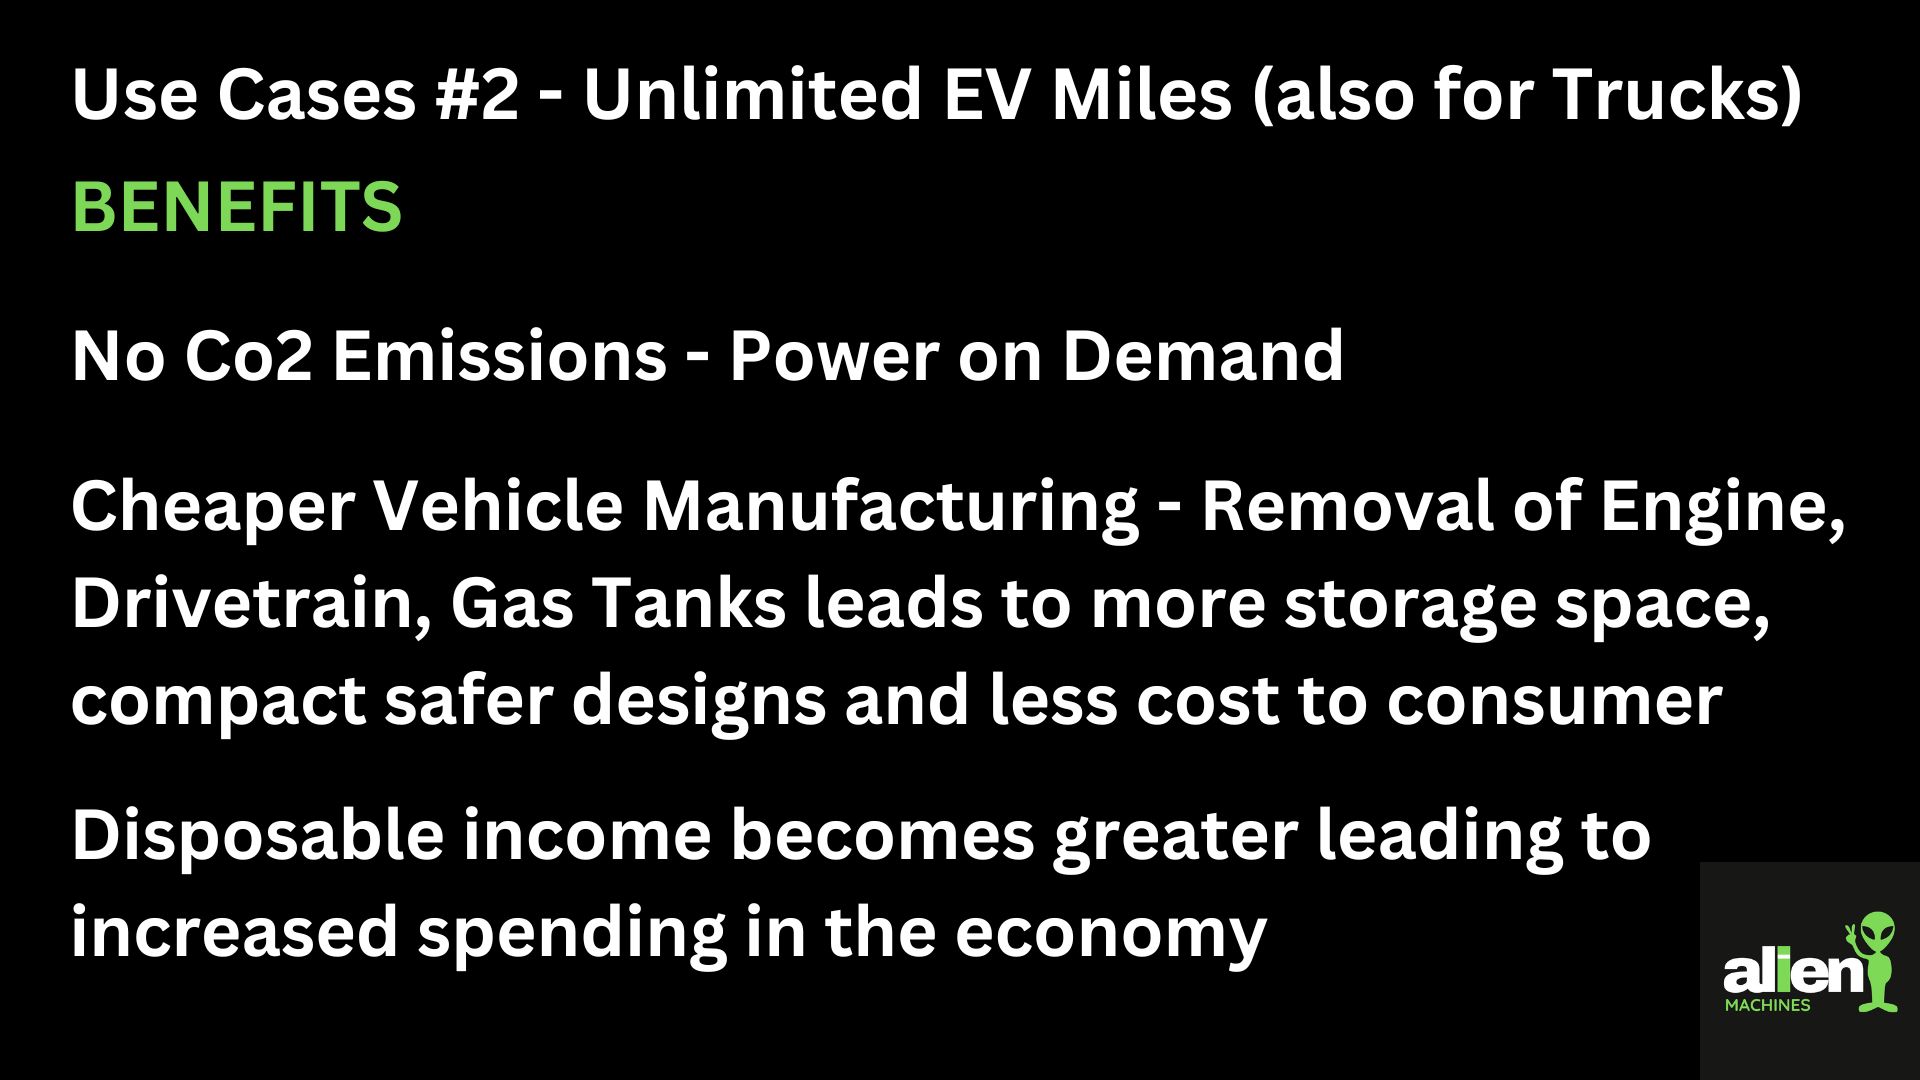 Use Cases #2 - Unlimited EV Miles (also for Trucks)
BENEFITS
No Co2 Emissions - Power on Demand
Cheaper Vehicle Manufacturing - Removal of Engine,
Drivetrain, Gas Tanks leads to more storage space,
compact safer designs and less cost to consumer
Disposable income becomes greater leading to
increased spending in the economy
alien
MACHINES